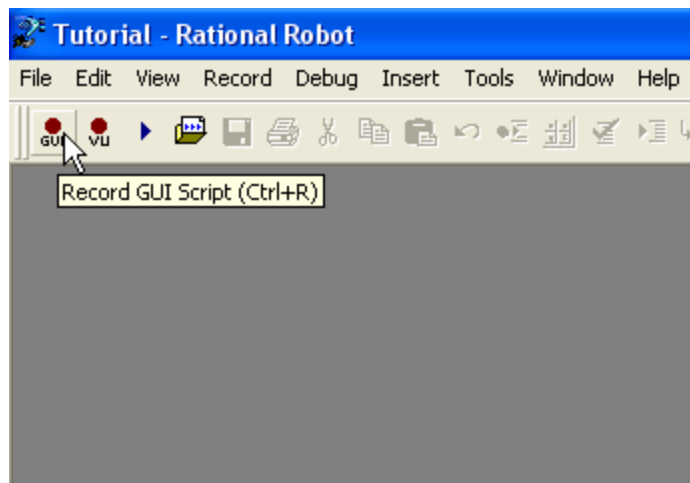 Tutorial - Rational Robot
File Edit View Record Debug Insert Tools Window Help
GUI VU
Record GUI Script (Ctrl+R)